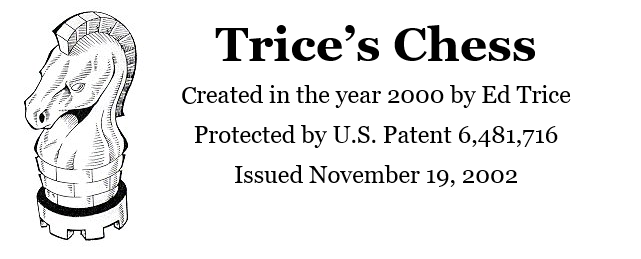 Trice’s Chess
Created in the year 2000 by Ed Trice
Protected by U.S. Patent 6,481,716
Issued November 19, 2002